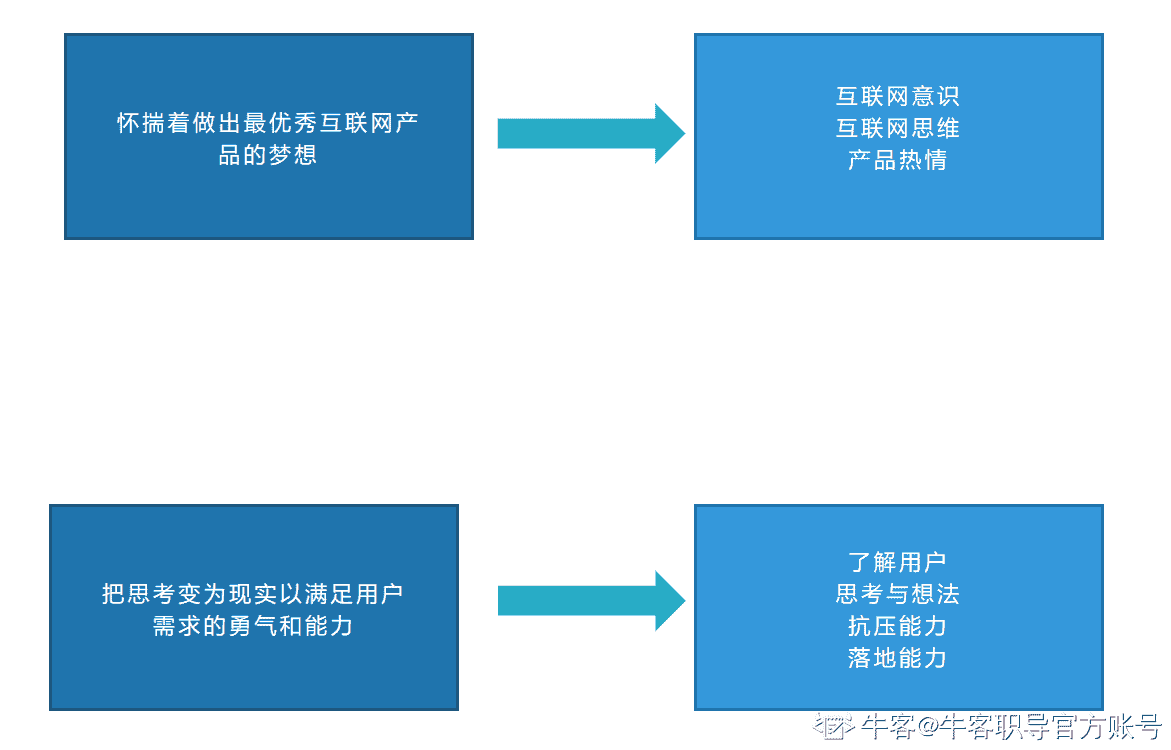 怀揣着做出最优秀互联网产
品的梦想
互联网意识
互联网思维
产品热情
把思考变为现实以满足用户
需求的勇气和能力
了解用户
思考与想法
抗压能力
落地能力
牛客@牛客职导官方账号